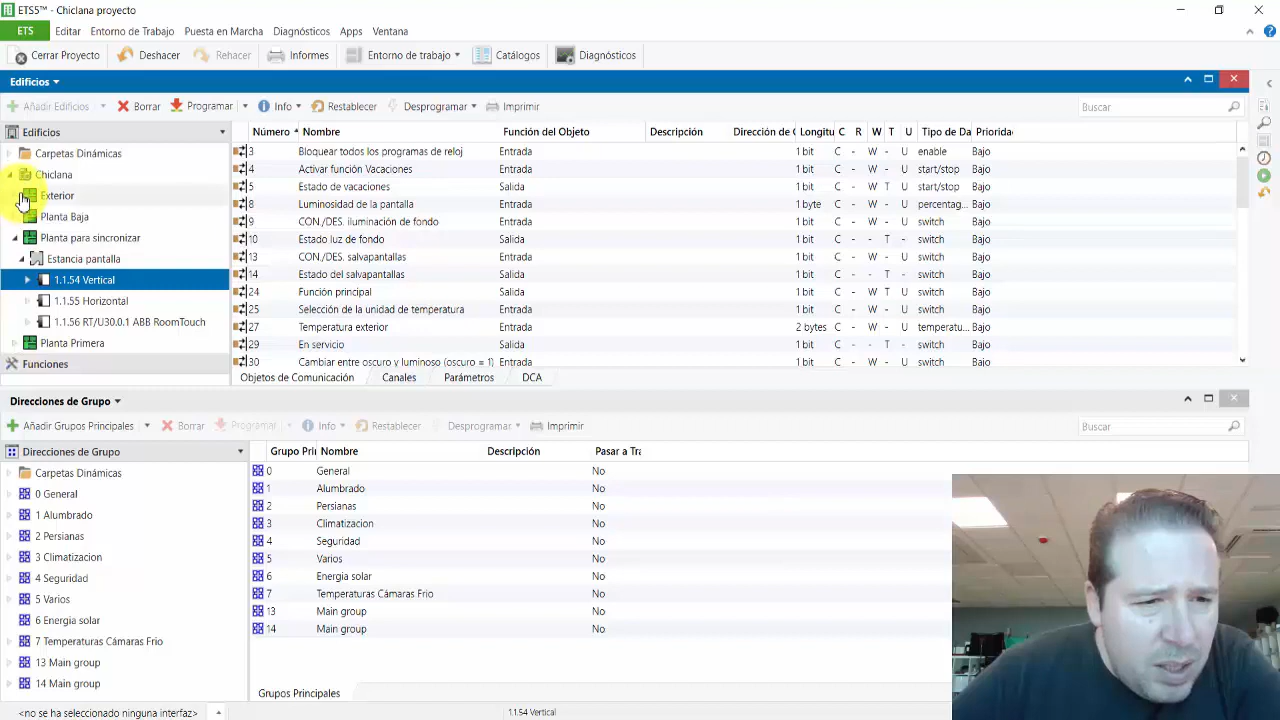 ETS5™ - Chiclana proyecto
ETS Editar Entorno de Trabajo Puesta en Marcha Diagnósticos Apps Ventana
Cerrar Proyecto Deshacer Rehacer Informes Entorno de trabajo Catálogos Diagnósticos
Edificios
Añadir Edificios Borrar Programar Info Restablecer Desprogramar Imprimir Buscar
Edificios
Carpetas Dinámicas
Chiclana
Exterior
Planta Baja
Planta para sincronizar
Estancia pantalla
1.1.54 Vertical
1.1.55 Horizontal
1.1.56 RT/U30.0.1 ABB RoomTouch
Planta Primera
Funciones
Número Nombre Función del Objeto Descripción Dirección de G Longitu C R W T U Tipo de Da Priorida
3 Bloquear todos los programas de reloj Entrada 1 bit C - W - U enable Bajo
4 Activar función Vacaciones Entrada 1 bit C - W - U start/stop Bajo
5 Estado de vacaciones Salida 1 bit C - W T U start/stop Bajo
8 Luminosidad de la pantalla Entrada 1 byte C - W - U percentag... Bajo
9 CON./DES. iluminación de fondo Entrada 1 bit C - W - U switch Bajo
10 Estado luz de fondo Salida 1 bit C - - T - switch Bajo
13 CON./DES. salvapantallas Entrada 1 bit C - W - U switch Bajo
14 Estado del salvapantallas Salida 1 bit C - - T - switch Bajo
24 Función principal Salida 1 bit C - W T U switch Bajo
25 Selección de la unidad de temperatura Entrada 1 bit C - W - U switch Bajo
27 Temperatura exterior Entrada 2 bytes C - W - U temperatu... Bajo
29 En servicio Salida 1 bit C - - T - switch Bajo
30 Cambiar entre oscuro y luminoso (oscuro = 1) Entrada 1 bit C - W - U switch Bajo
Objetos de Comunicación Canales Parámetros DCA
Direcciones de Grupo
Añadir Grupos Principales Borrar Programar Info Restablecer Desprogramar Imprimir Buscar
Direcciones de Grupo
Carpetas Dinámicas
0 General
1 Alumbrado
2 Persianas
3 Climatizacion
4 Seguridad
5 Varios
6 Energia solar
7 Temperaturas Cámaras Frio
13 Main group
14 Main group
Grupo Pri Nombre Descripción Pasar a Tra
0 General No
1 Alumbrado No
2 Persianas No
3 Climatizacion No
4 Seguridad No
5 Varios No
6 Energia solar No
7 Temperaturas Cámaras Frio No
13 Main group No
14 Main group No
Grupos Principales
<no se ha seleccionado ninguna interfaz> 1.1.54 Vertical